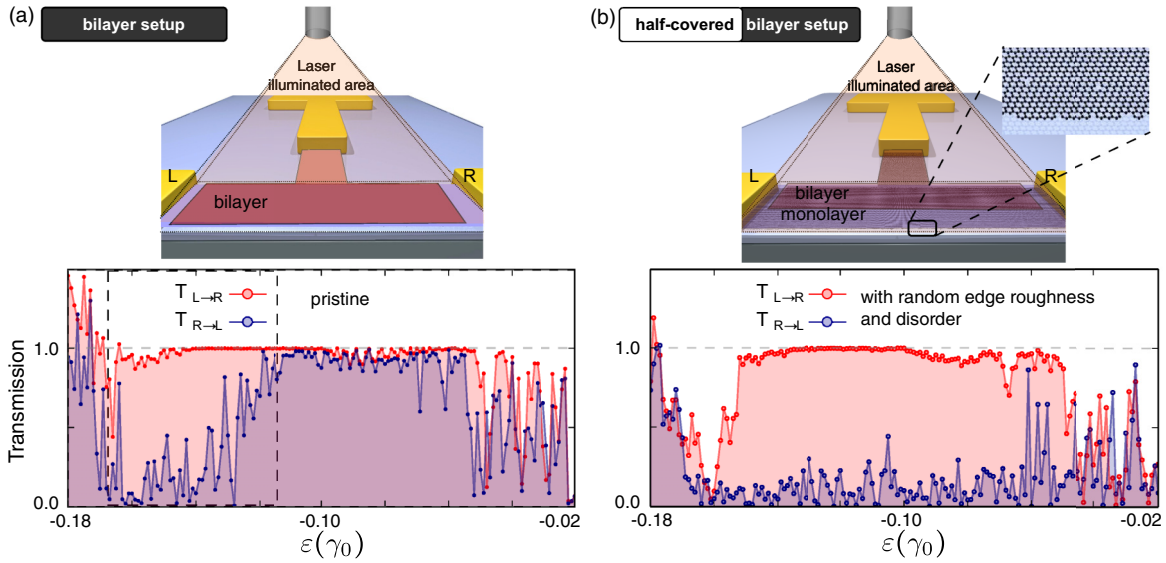 (a)
bilayer setup
Laser
illuminated area
L
R
bilayer
T L→R
T R→L
pristine
Transmission
1.0
0.0
-0.18
-0.10
-0.02
ε(γ₀)
(b)
half-covered bilayer setup
Laser
illuminated area
L
R
bilayer
monolayer
T L→R
T R→L
with random edge roughness
and disorder
1.0
0.0
-0.18
-0.10
-0.02
ε(γ₀)